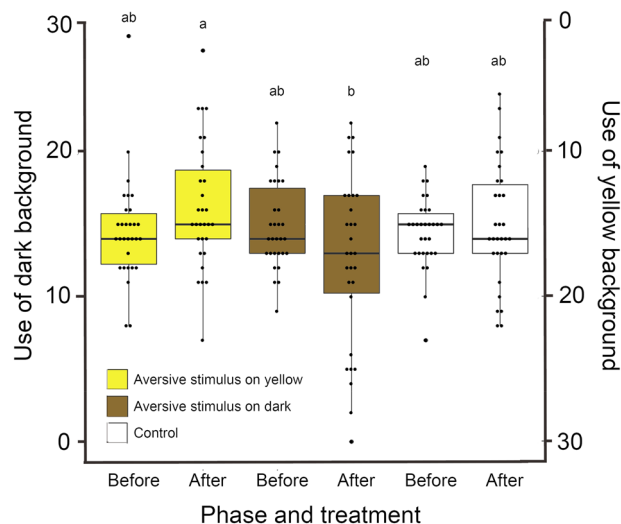 30
20
10
0
Use of dark background
ab
a
ab
b
ab
ab
0
10
20
30
Use of yellow background
Aversive stimulus on yellow
Aversive stimulus on dark
Control
Before After Before After Before After
Phase and treatment